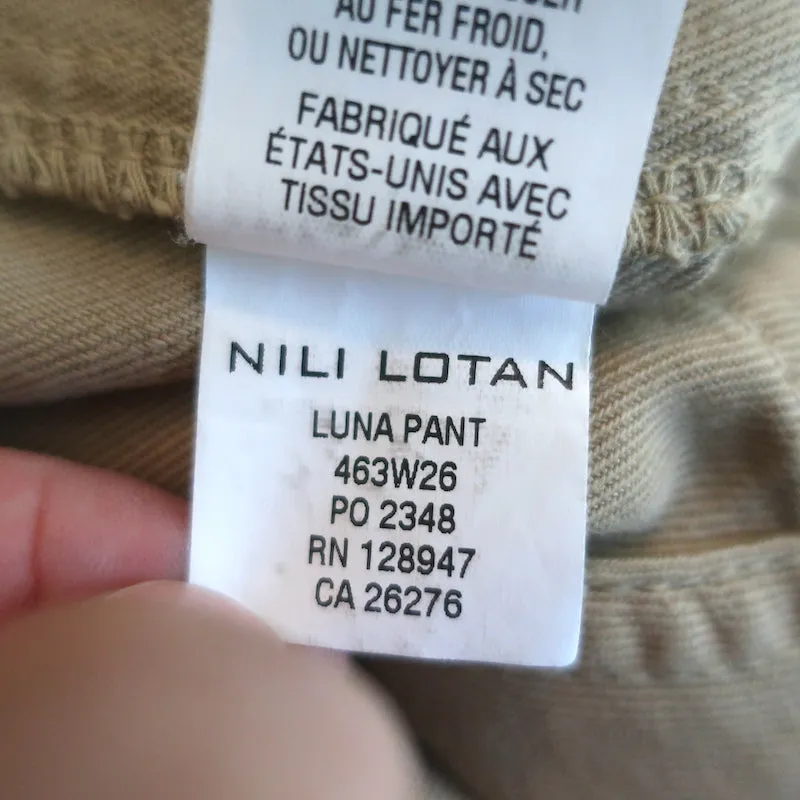 AU FER FROID,
OU NETTOYER À SEC
FABRIQUÉ AUX
ÉTATS-UNIS AVEC
TISSU IMPORTÉ
NILI LOTAN
LUNA PANT
463W26
PO 2348
RN 128947
CA 26276